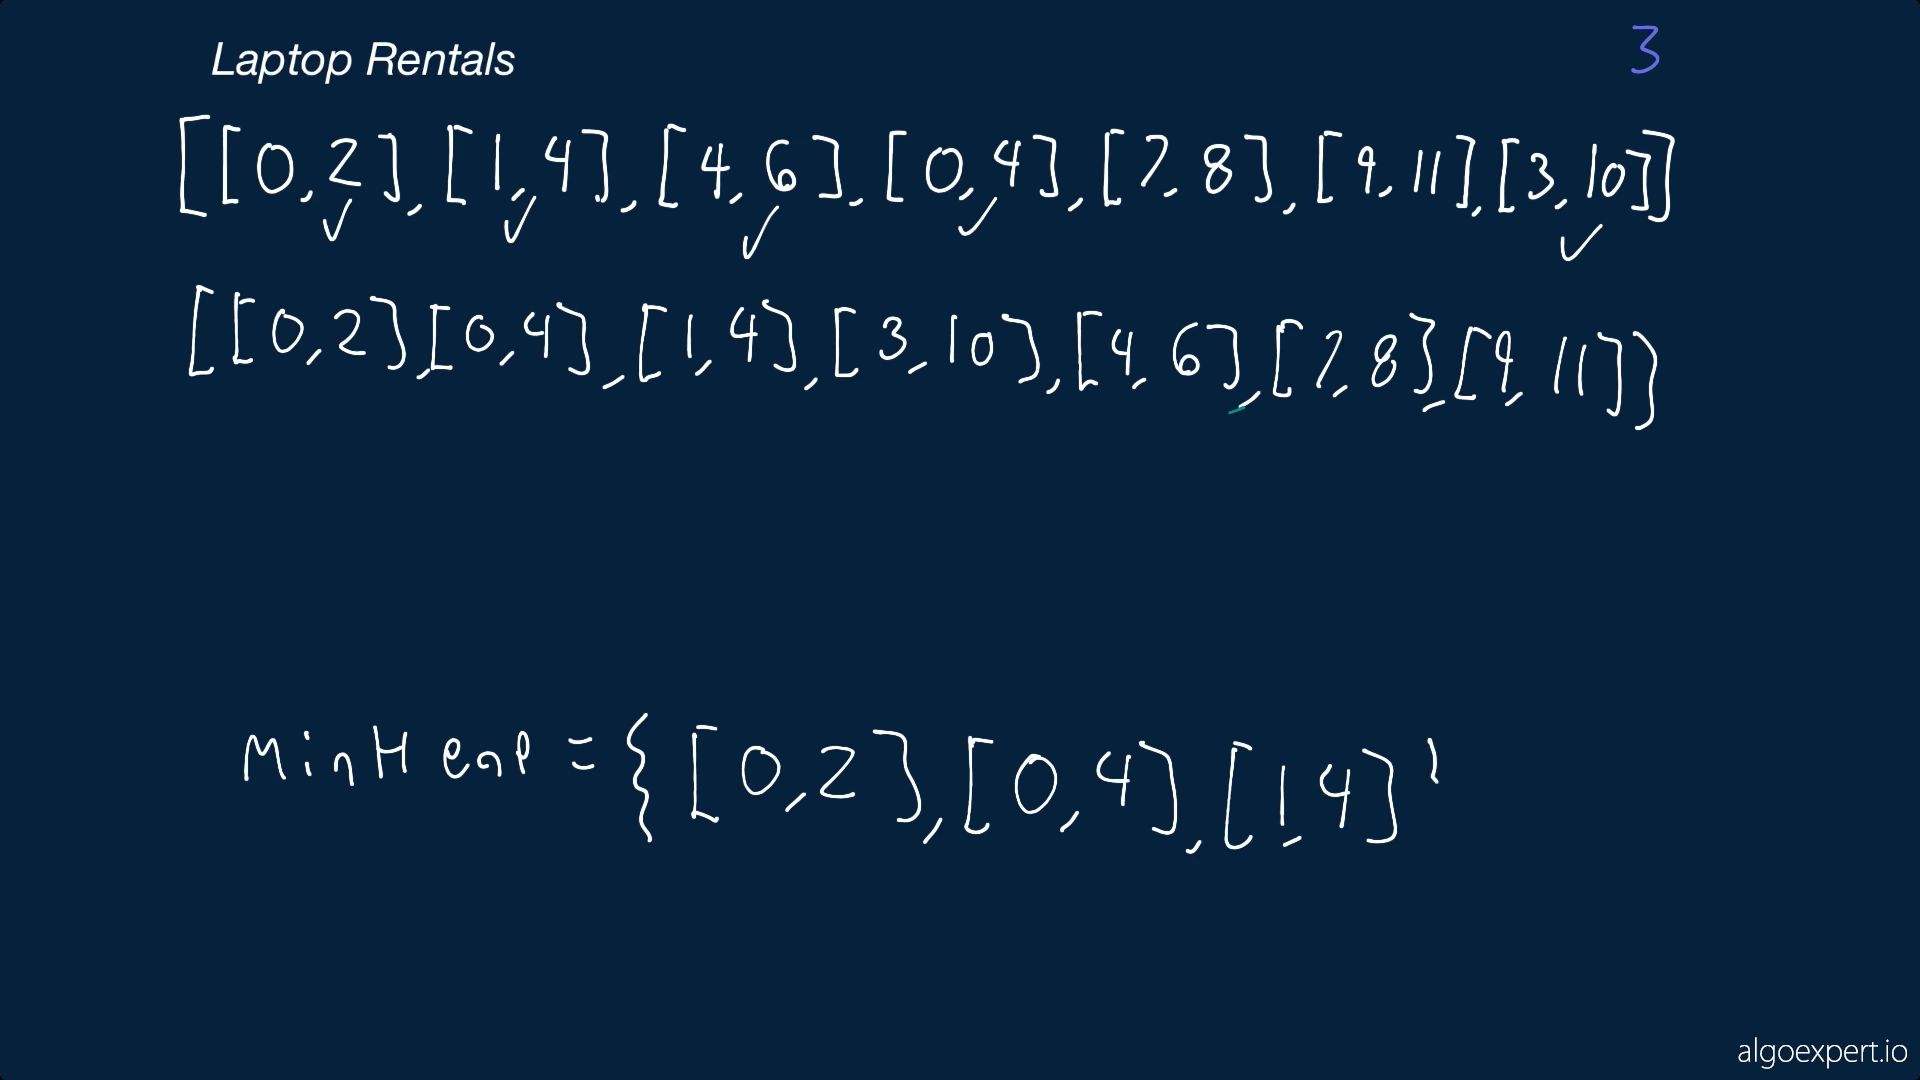 Laptop Rentals
3
[[0,2],[1,4],[4,6],[0,4],[7,8],[9,11],[3,10]]
[[0,2],[0,4],[1,4],[3,10],[4,6],[7,8],[9,11]]
MinHeap = {[0,2],[0,4],[1,4]
algoexpert.io